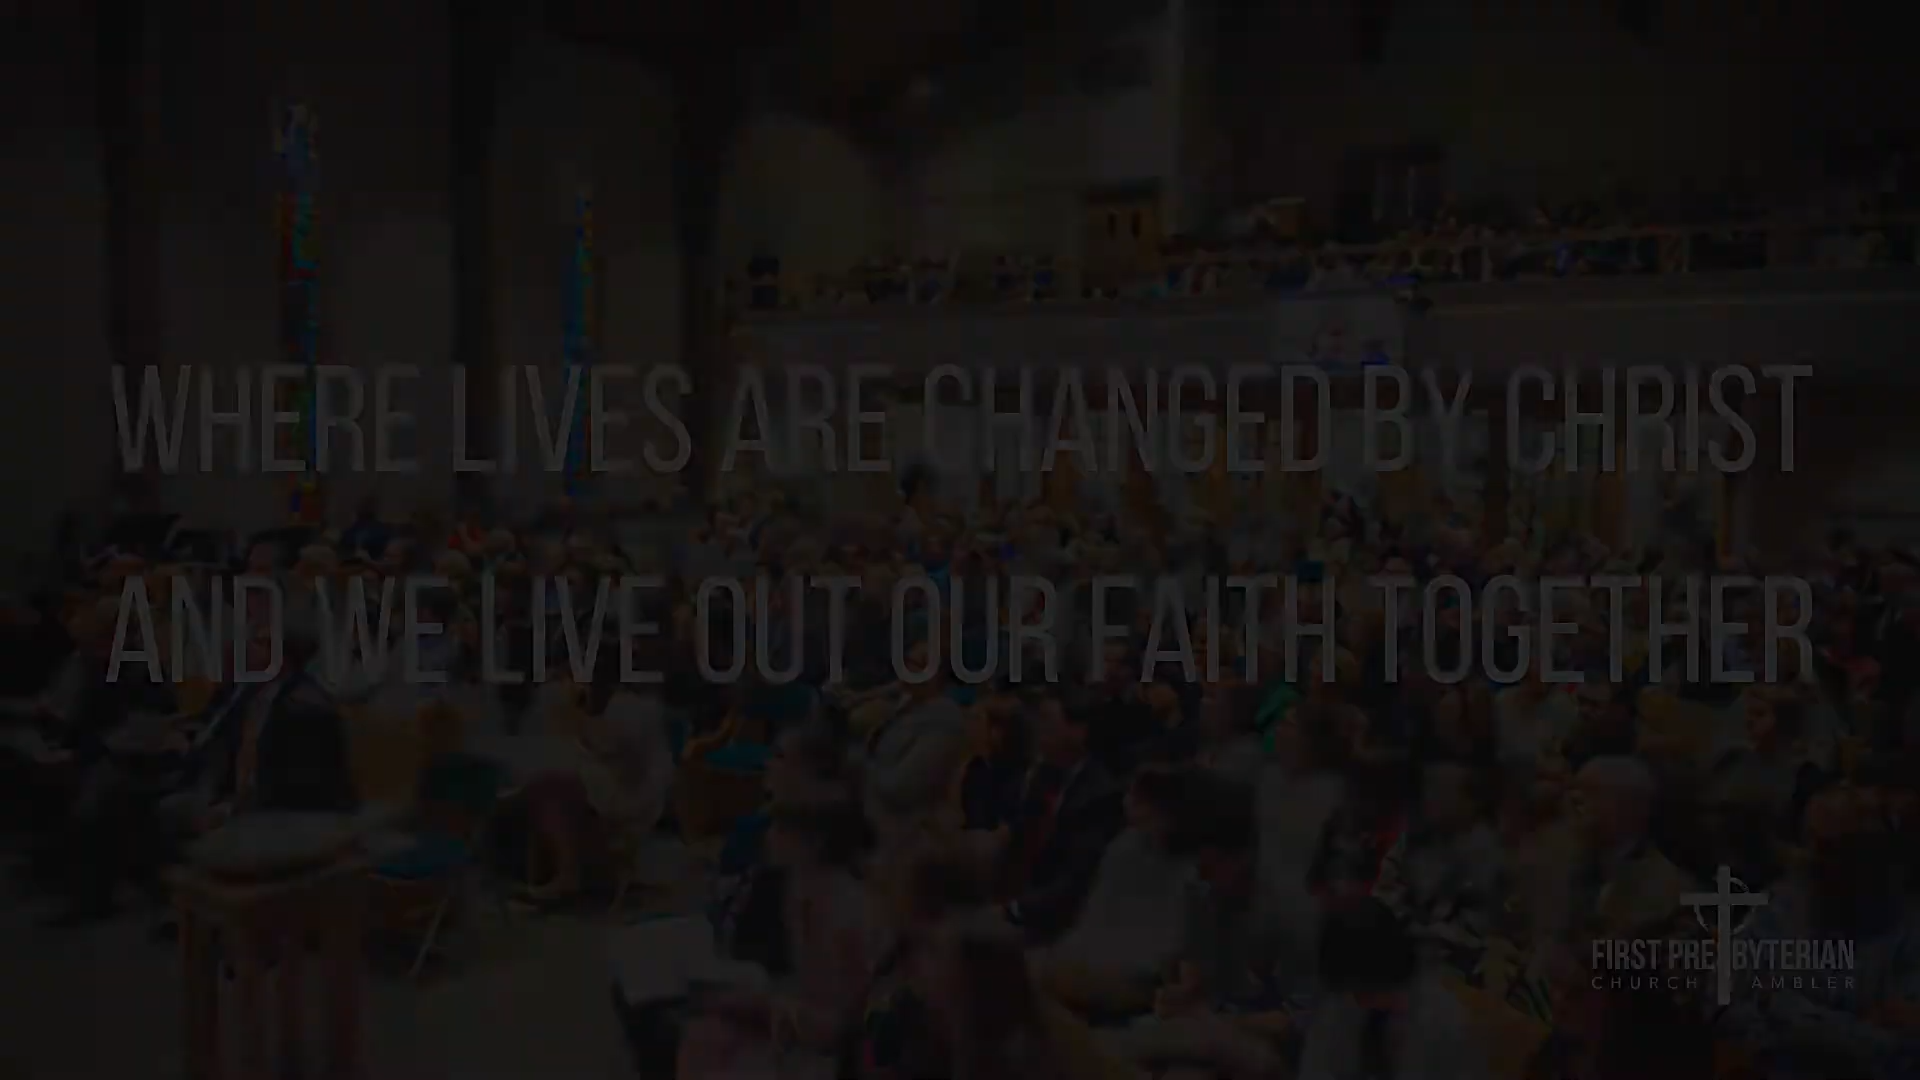 WHERE LIVES ARE CHANGED BY CHRIST
AND WE LIVE OUT OUR FAITH TOGETHER
FIRST PRESBYTERIAN
CHURCH AMBLER